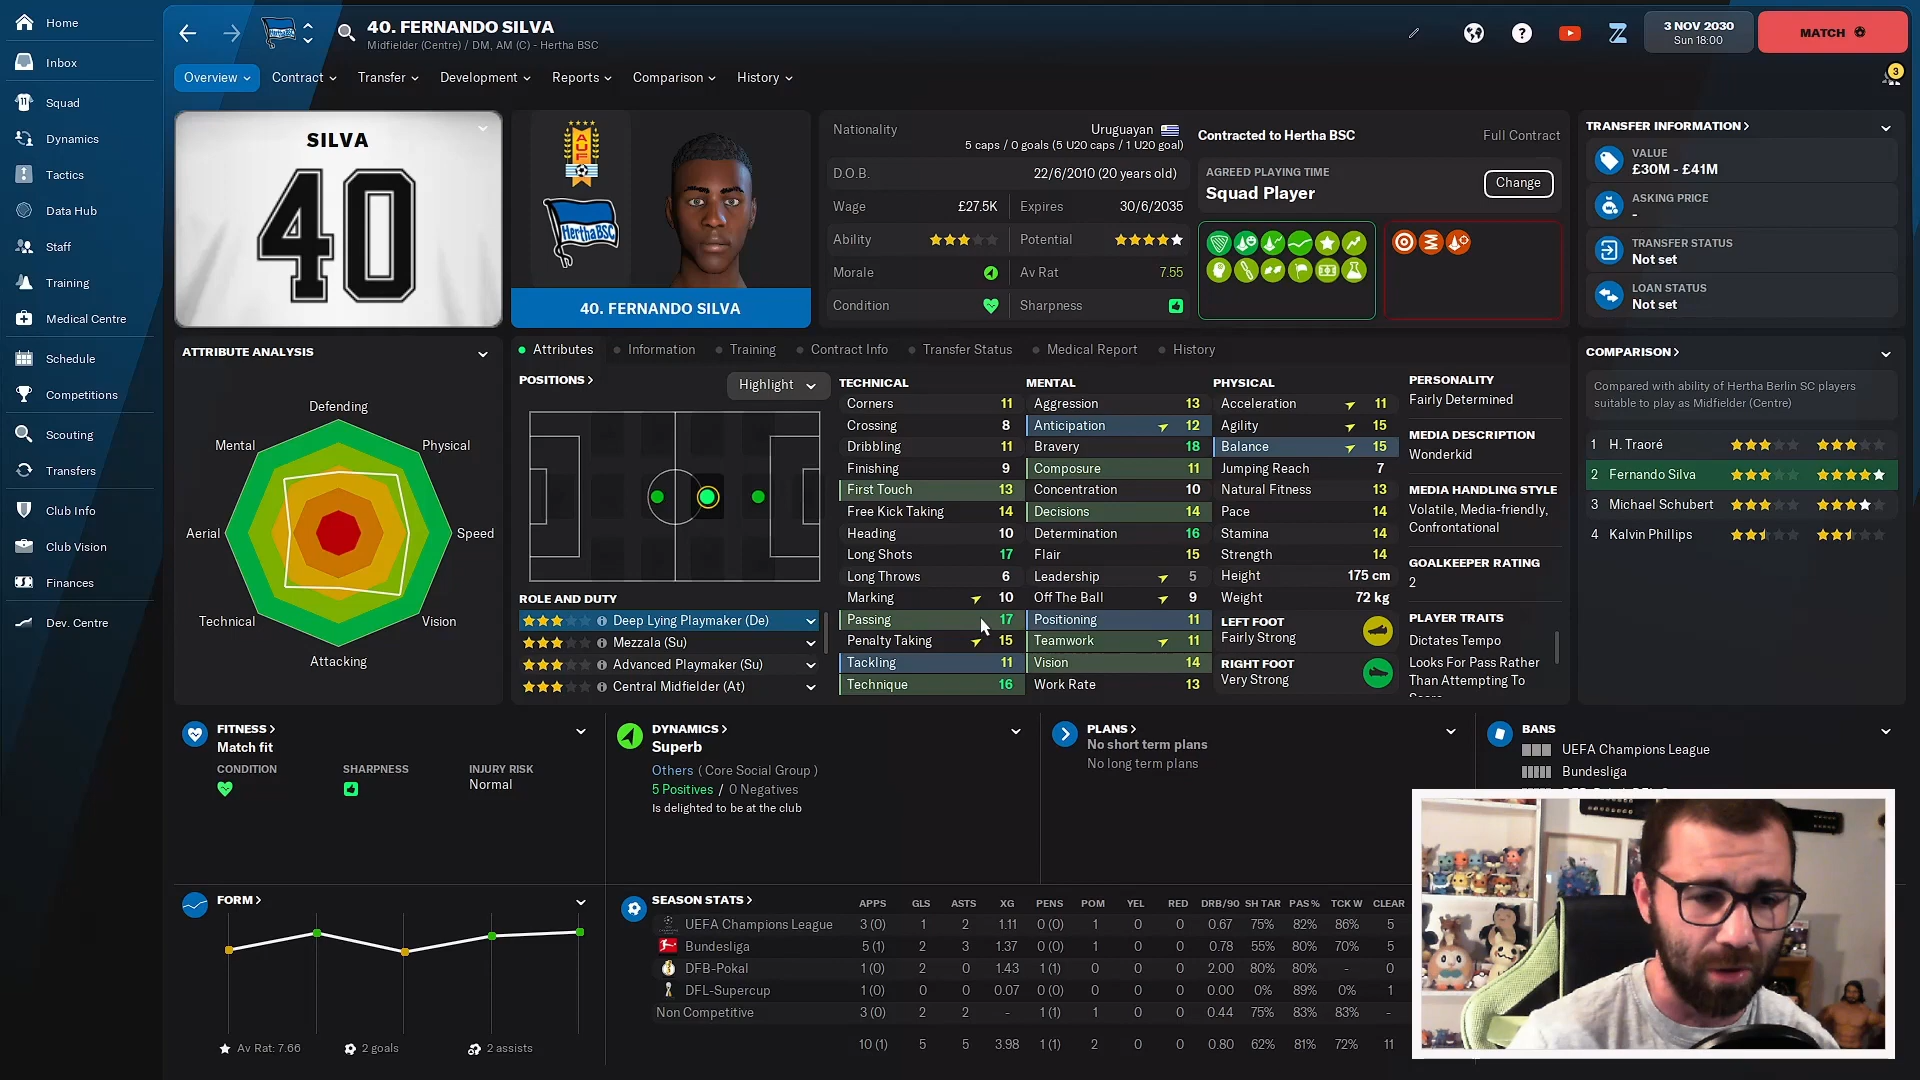 Home
Inbox
Squad
Dynamics
Tactics
Data Hub
Staff
Training
Medical Centre
Schedule
Competitions
Scouting
Transfers
Club Info
Club Vision
Finances
Dev. Centre
40. FERNANDO SILVA
Midfielder (Centre) / DM, AM (C) - Hertha BSC
3 NOV 2030
Sun 18:00
MATCH
Overview Contract Transfer Development Reports Comparison History
3
SILVA
40
AUF
Hertha BSC
40. FERNANDO SILVA
Nationality Uruguayan
5 caps / 0 goals (5 U20 caps / 1 U20 goal)
D.O.B. 22/6/2010 (20 years old)
Wage £27.5K Expires 30/6/2035
Ability Potential
Morale Av Rat 7.55
Condition Sharpness
Contracted to Hertha BSC Full Contract
AGREED PLAYING TIME
Squad Player
Change
TRANSFER INFORMATION >
VALUE
£30M - £41M
ASKING PRICE
-
TRANSFER STATUS
Not set
LOAN STATUS
Not set
ATTRIBUTE ANALYSIS
Defending
Physical
Speed
Vision
Attacking
Technical
Aerial
Mental
Attributes Information Training Contract Info Transfer Status Medical Report History
POSITIONS >
Highlight
ROLE AND DUTY
Deep Lying Playmaker (De)
Mezzala (Su)
Advanced Playmaker (Su)
Central Midfielder (At)
TECHNICAL
Corners 11
Crossing 8
Dribbling 11
Finishing 9
First Touch 13
Free Kick Taking 14
Heading 10
Long Shots 17
Long Throws 6
Marking 10
Passing 17
Penalty Taking 15
Tackling 11
Technique 16
MENTAL
Aggression 13
Anticipation 12
Bravery 18
Composure 11
Concentration 10
Decisions 14
Determination 16
Flair 15
Leadership 5
Off The Ball 9
Positioning 11
Teamwork 11
Vision 14
Work Rate 13
PHYSICAL
Acceleration 11
Agility 15
Balance 15
Jumping Reach 7
Natural Fitness 13
Pace 14
Stamina 14
Strength 14
Height 175 cm
Weight 72 kg
LEFT FOOT
Fairly Strong
RIGHT FOOT
Very Strong
PERSONALITY
Fairly Determined
MEDIA DESCRIPTION
Wonderkid
MEDIA HANDLING STYLE
Volatile, Media-friendly,
Confrontational
GOALKEEPER RATING
2
PLAYER TRAITS
Dictates Tempo
Looks For Pass Rather
Than Attempting To
Score
COMPARISON >
Compared with ability of Hertha Berlin SC players
suitable to play as Midfielder (Centre)
1 H. Traoré
2 Fernando Silva
3 Michael Schubert
4 Kalvin Phillips
FITNESS >
Match fit
CONDITION SHARPNESS INJURY RISK
Normal
DYNAMICS >
Superb
Others ( Core Social Group )
5 Positives / 0 Negatives
Is delighted to be at the club
PLANS >
No short term plans
No long term plans
BANS
UEFA Champions League
Bundesliga
FORM >
Av Rat: 7.66 2 goals 2 assists
SEASON STATS > APPS GLS ASTS XG PENS POM YEL RED DRB/90 SH TAR PAS % TCK W CLEAR
UEFA Champions League 3 (0) 1 2 1.11 0 (0) 1 0 0 0.67 75% 82% 86% 5
Bundesliga 5 (1) 2 3 1.37 0 (0) 1 0 0 0.78 55% 80% 70% 5
DFB-Pokal 1 (0) 2 0 1.43 1 (1) 0 0 0 2.00 80% 80% - 0
DFL-Supercup 1 (0) 0 0 0.07 0 (0) 0 0 0 0.00 0% 89% 0% 1
Non Competitive 3 (0) 2 2 - 1 (1) 1 0 0 0.44 75% 83% 83% -
10 (1) 5 5 3.98 1 (1) 2 0 0 0.80 62% 81% 72% 11